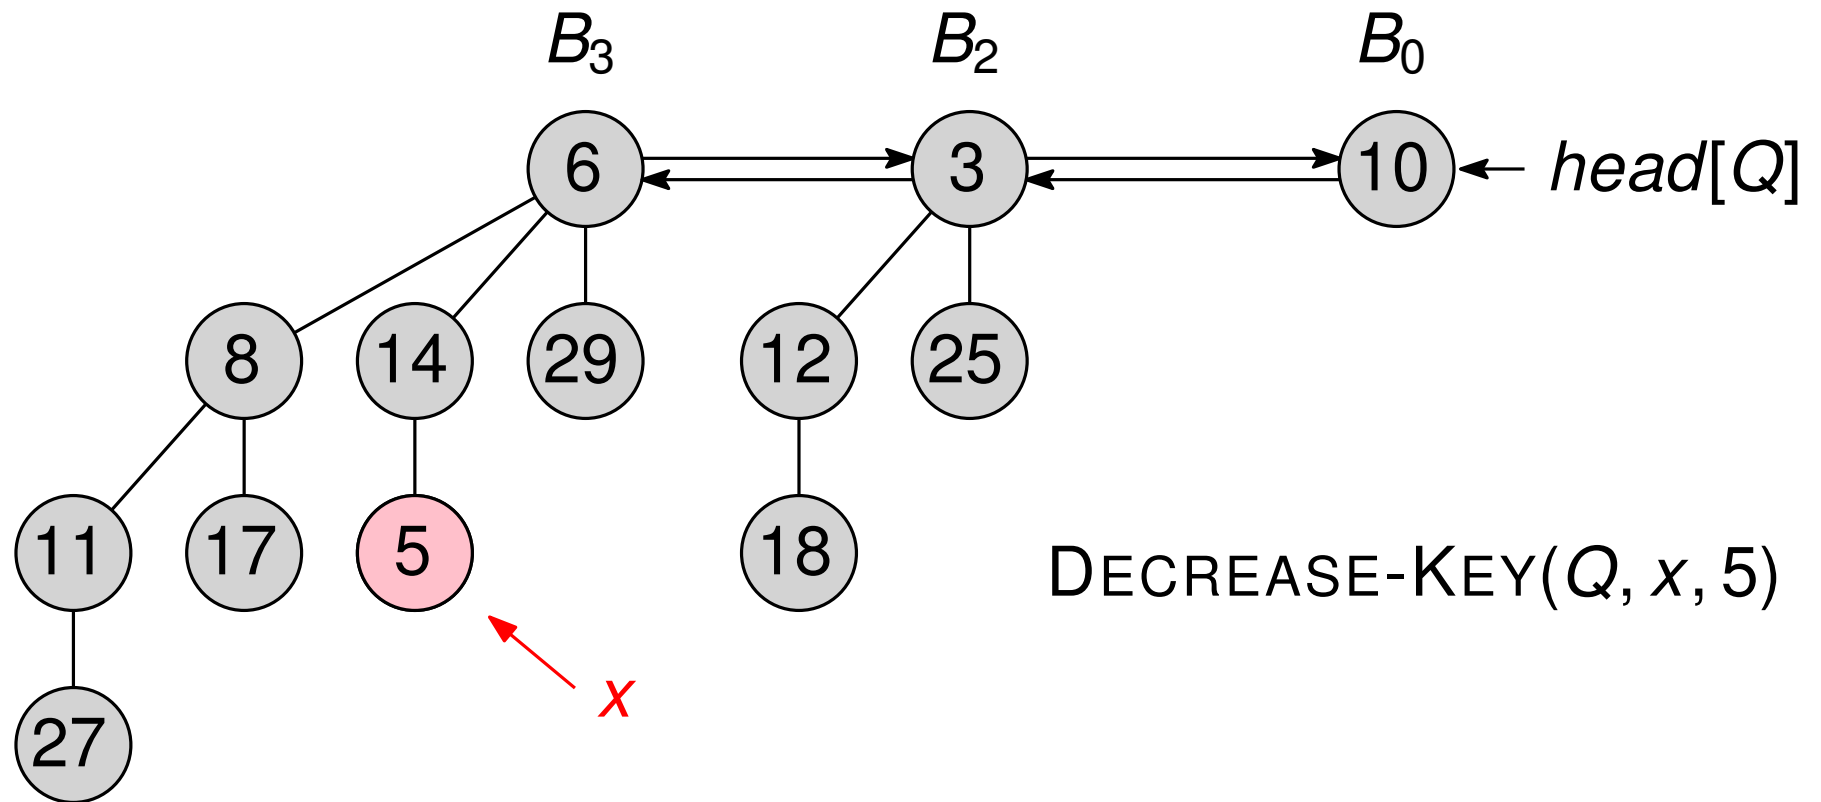 B₃ B₂ B₀
6 3 10 head[Q]
8 14 29 12 25
11 17 5 18 DECREASE-KEY(Q, x, 5)
x
27